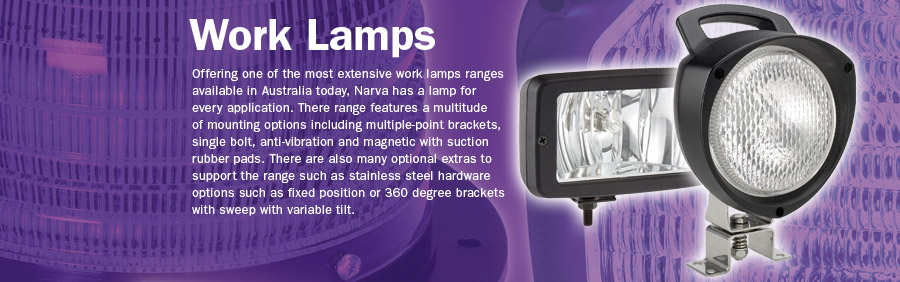 Work Lamps
Offering one of the most extensive work lamps ranges
available in Australia today, Narva has a lamp for
every application. There range features a multitude
of mounting options including multiple-point brackets,
single bolt, anti-vibration and magnetic with suction
rubber pads. There are also many optional extras to
support the range such as stainless steel hardware
options such as fixed position or 360 degree brackets
with sweep with variable tilt.